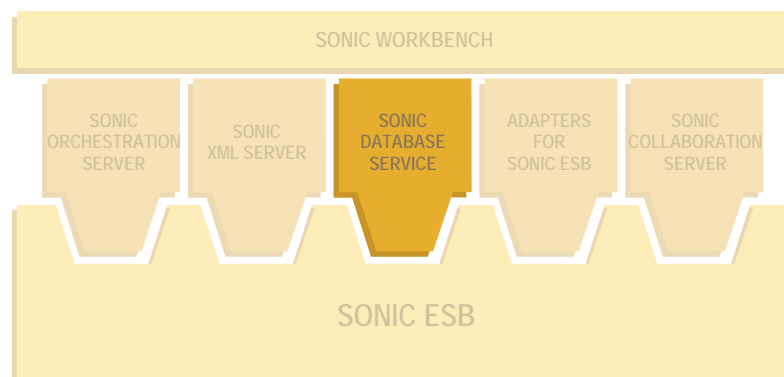 SONIC WORKBENCH
SONIC
ORCHESTRATION
SERVER
SONIC
XML SERVER
SONIC
DATABASE
SERVICE
ADAPTERS
FOR
SONIC ESB
SONIC
COLLABORATION
SERVER
SONIC ESB